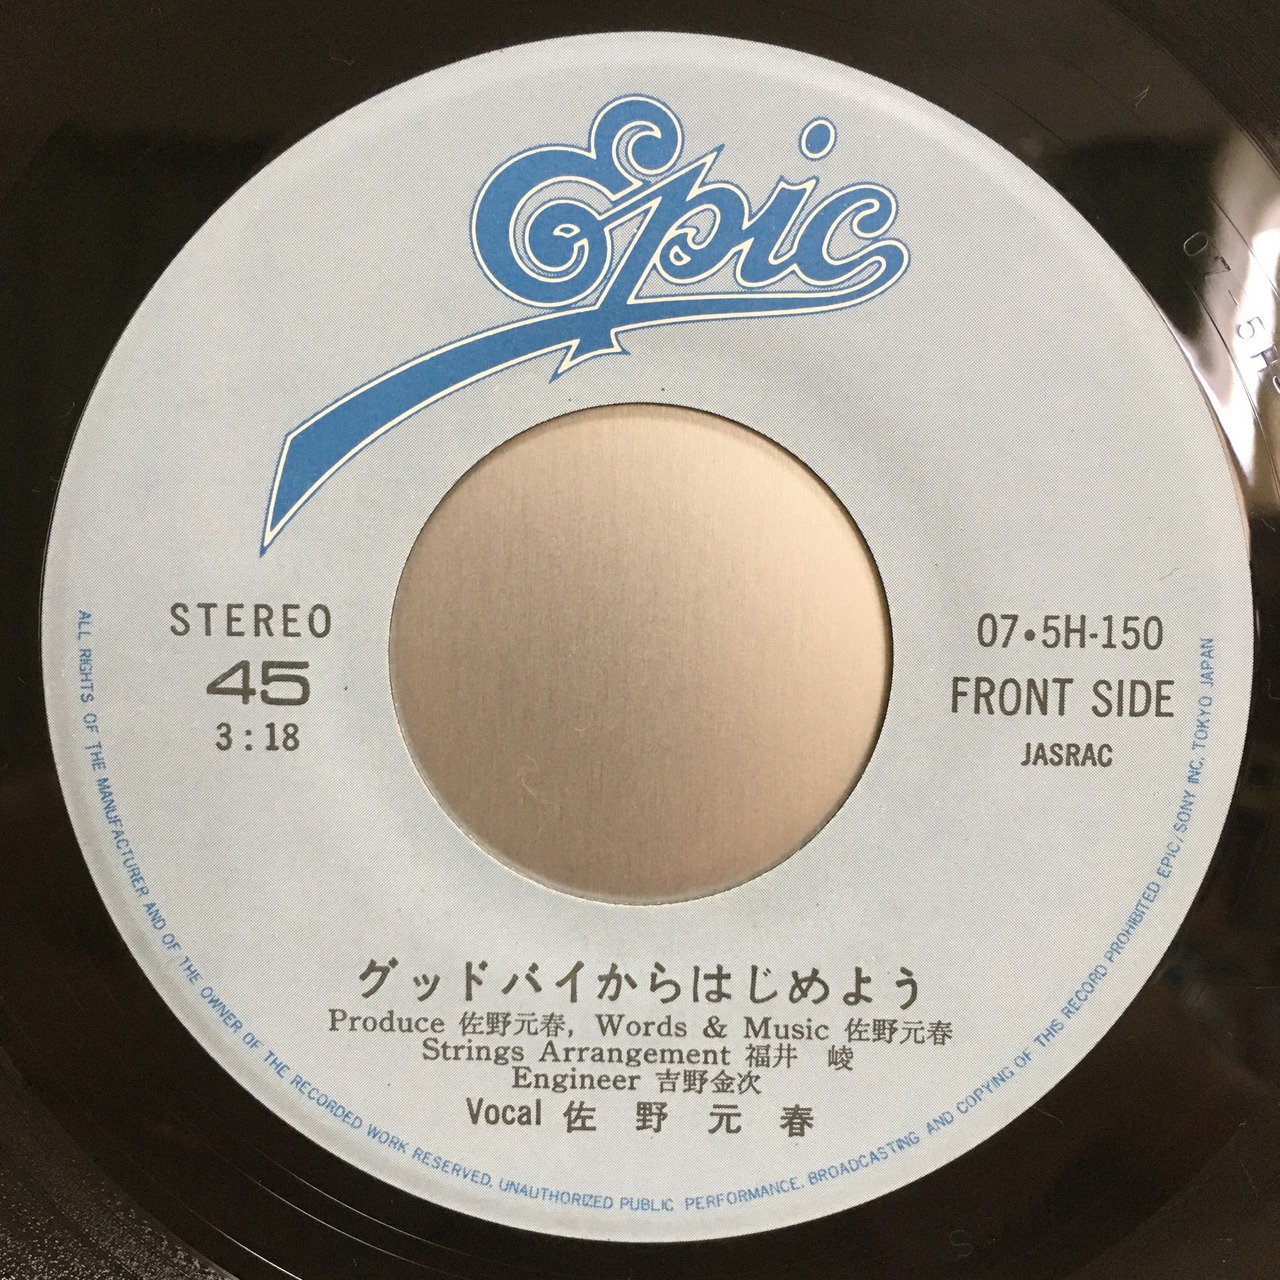 Epic
STEREO
45
3:18
07•5H-150
FRONT SIDE
JASRAC
グッドバイからはじめよう
Produce 佐野元春, Words & Music 佐野元春
Strings Arrangement 福井 崚
Engineer 吉野金次
Vocal 佐野元春
ALL RIGHTS OF THE MANUFACTURER AND OF THE OWNER OF THE RECORDED WORK RESERVED. UNAUTHORIZED PUBLIC PERFORMANCE. BROADCASTING AND COPYING OF THIS RECORD PROHIBITED EPIC/SONY INC. TOKYO JAPAN
07-5H